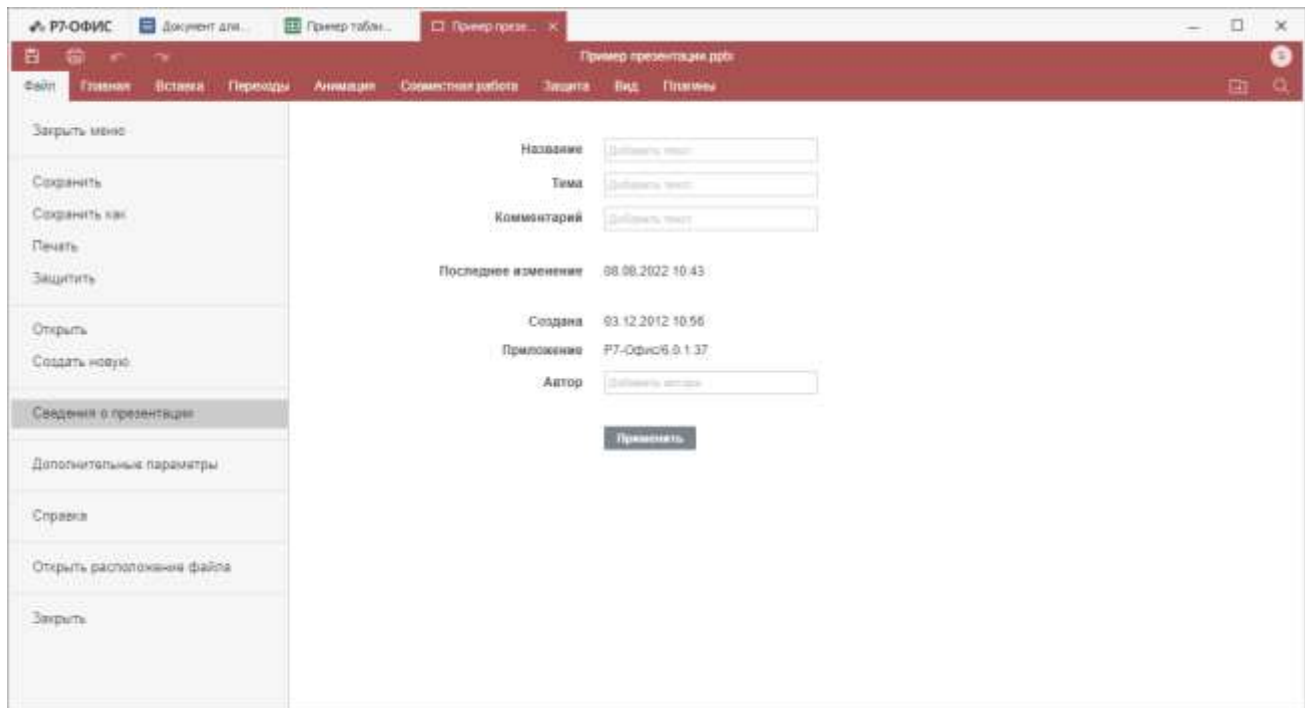 Р7-ОФИС Документ для... Пример табли... Пример презе...
Пример презентации.pptx
Файл Главная Вставка Переходы Анимация Совместная работа Защита Вид Плагины
Закрыть меню
Сохранить
Сохранить как
Печать
Защитить
Открыть
Создать новую
Сведения о презентации
Дополнительные параметры
Справка
Открыть расположение файла
Закрыть
Название Добавить текст
Тема Добавить текст
Комментарий Добавить текст
Последнее изменение 08.08.2022 10:43
Создана 03.12.2012 10:56
Приложение Р7-Офис/6.0.1.37
Автор Добавить автора
Применить